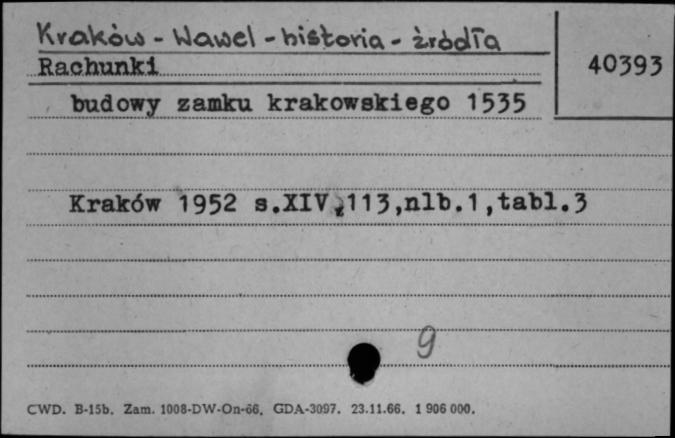 Kraków - Wawel - historia - żródła
Rachunki
40393
budowy zamku krakowskiego 1535
Kraków 1952 s.XIV,113,nlb.1,tabl.3
9
CWD. B-15b. Zam. 1008-DW-On-66. GDA-3097. 23.11.66. 1 906 000.